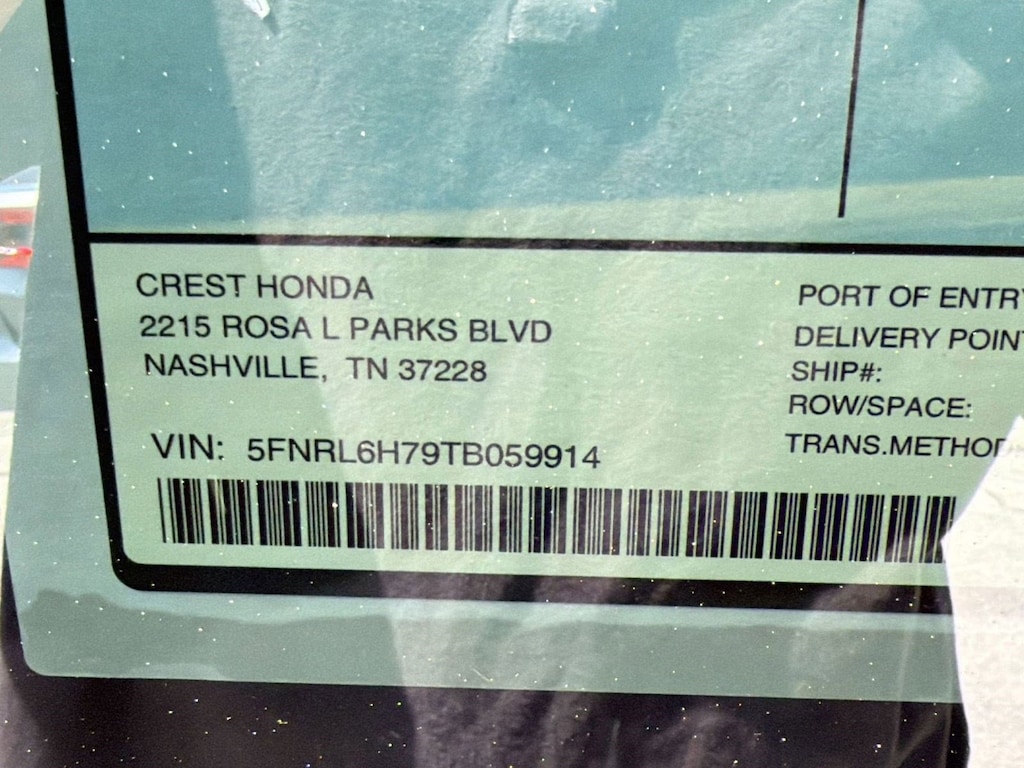 CREST HONDA
2215 ROSA L PARKS BLVD
NASHVILLE, TN 37228
VIN: 5FNRL6H79TB059914
PORT OF ENTRY
DELIVERY POINT
SHIP#:
ROW/SPACE:
TRANS.METHOD